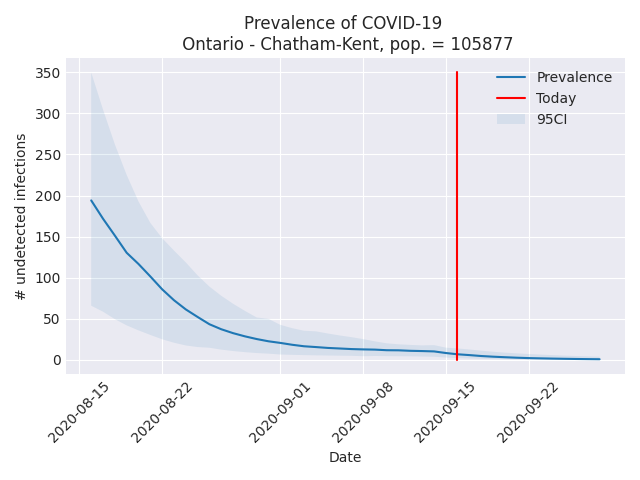 Prevalence of COVID-19
Ontario - Chatham-Kent, pop. = 105877
350
300
250
200
150
100
50
0
# undetected infections
Prevalence
Today
95CI
2020-08-15
2020-08-22
2020-09-01
2020-09-08
2020-09-15
2020-09-22
Date